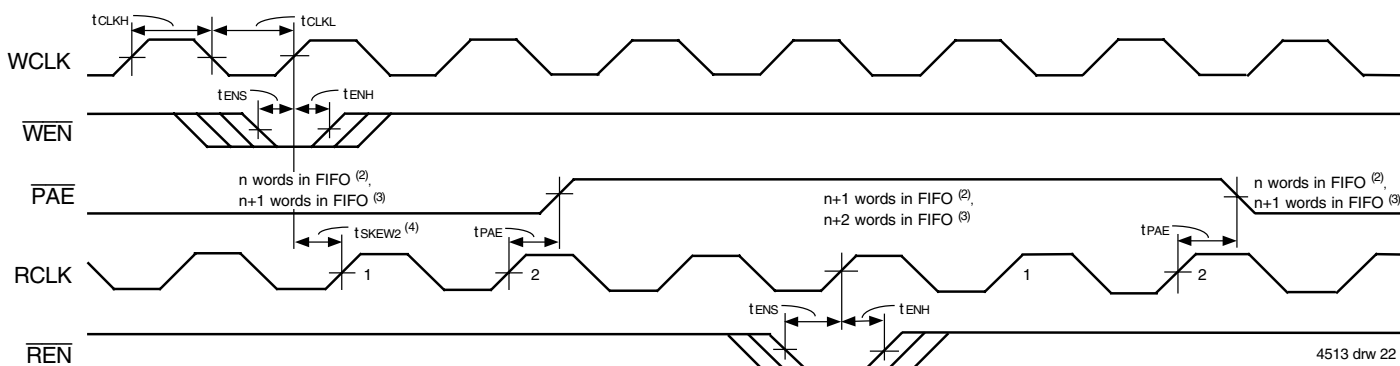 tCLKH tCLKL
WCLK
tENS tENH
WEN
n words in FIFO (2),
n+1 words in FIFO (3)
PAE
n+1 words in FIFO (2),
n+2 words in FIFO (3)
n words in FIFO (2),
n+1 words in FIFO (3)
tSKEW2 (4) tPAE tPAE
RCLK 1 2 1 2
tENS tENH
REN
4513 drw 22